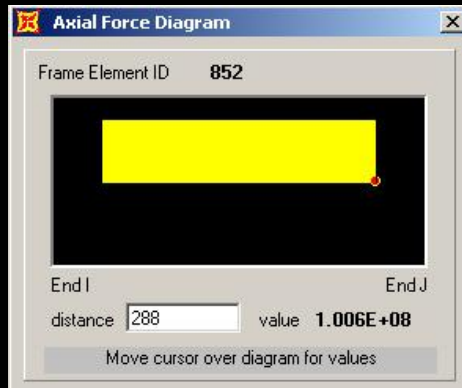 Axial Force Diagram
Frame Element ID 852
End I End J
distance 288 value 1.006E+08
Move cursor over diagram for values